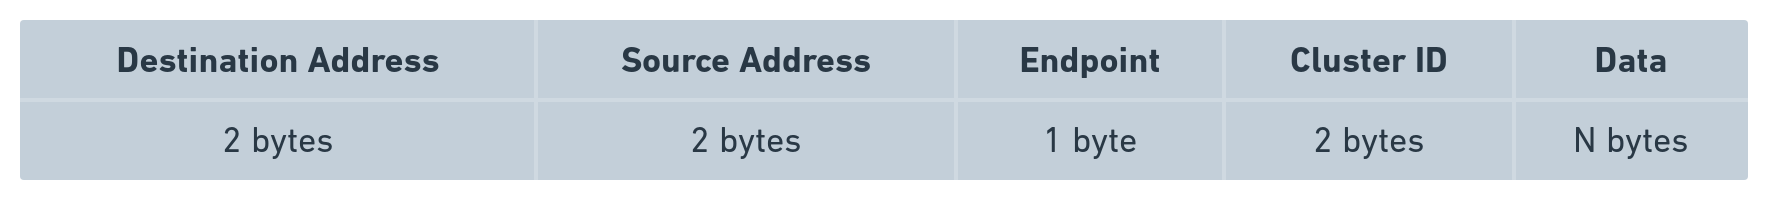 Destination Address Source Address Endpoint Cluster ID Data
2 bytes 2 bytes 1 byte 2 bytes N bytes